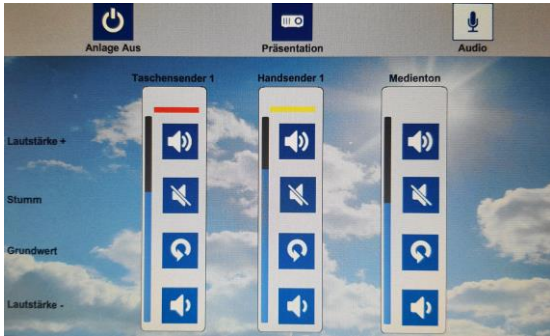 Anlage Aus
Präsentation
Audio
Taschensender 1
Handsender 1
Medienton
Lautstärke +
Stumm
Grundwert
Lautstärke -